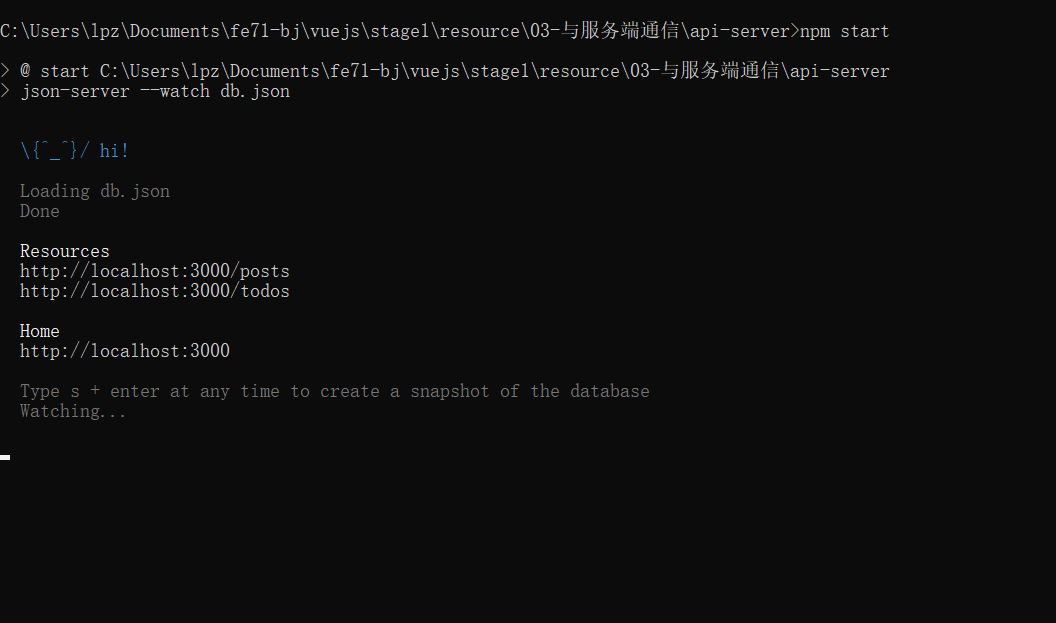 C:\Users\lpz\Documents\fe71-bj\vuejs\stage1\resource\03-与服务端通信\api-server>npm start
> @ start C:\Users\lpz\Documents\fe71-bj\vuejs\stage1\resource\03-与服务端通信\api-server
> json-server --watch db.json
\{^_^}/ hi!
Loading db.json
Done
Resources
http://localhost:3000/posts
http://localhost:3000/todos
Home
http://localhost:3000
Type s + enter at any time to create a snapshot of the database
Watching...